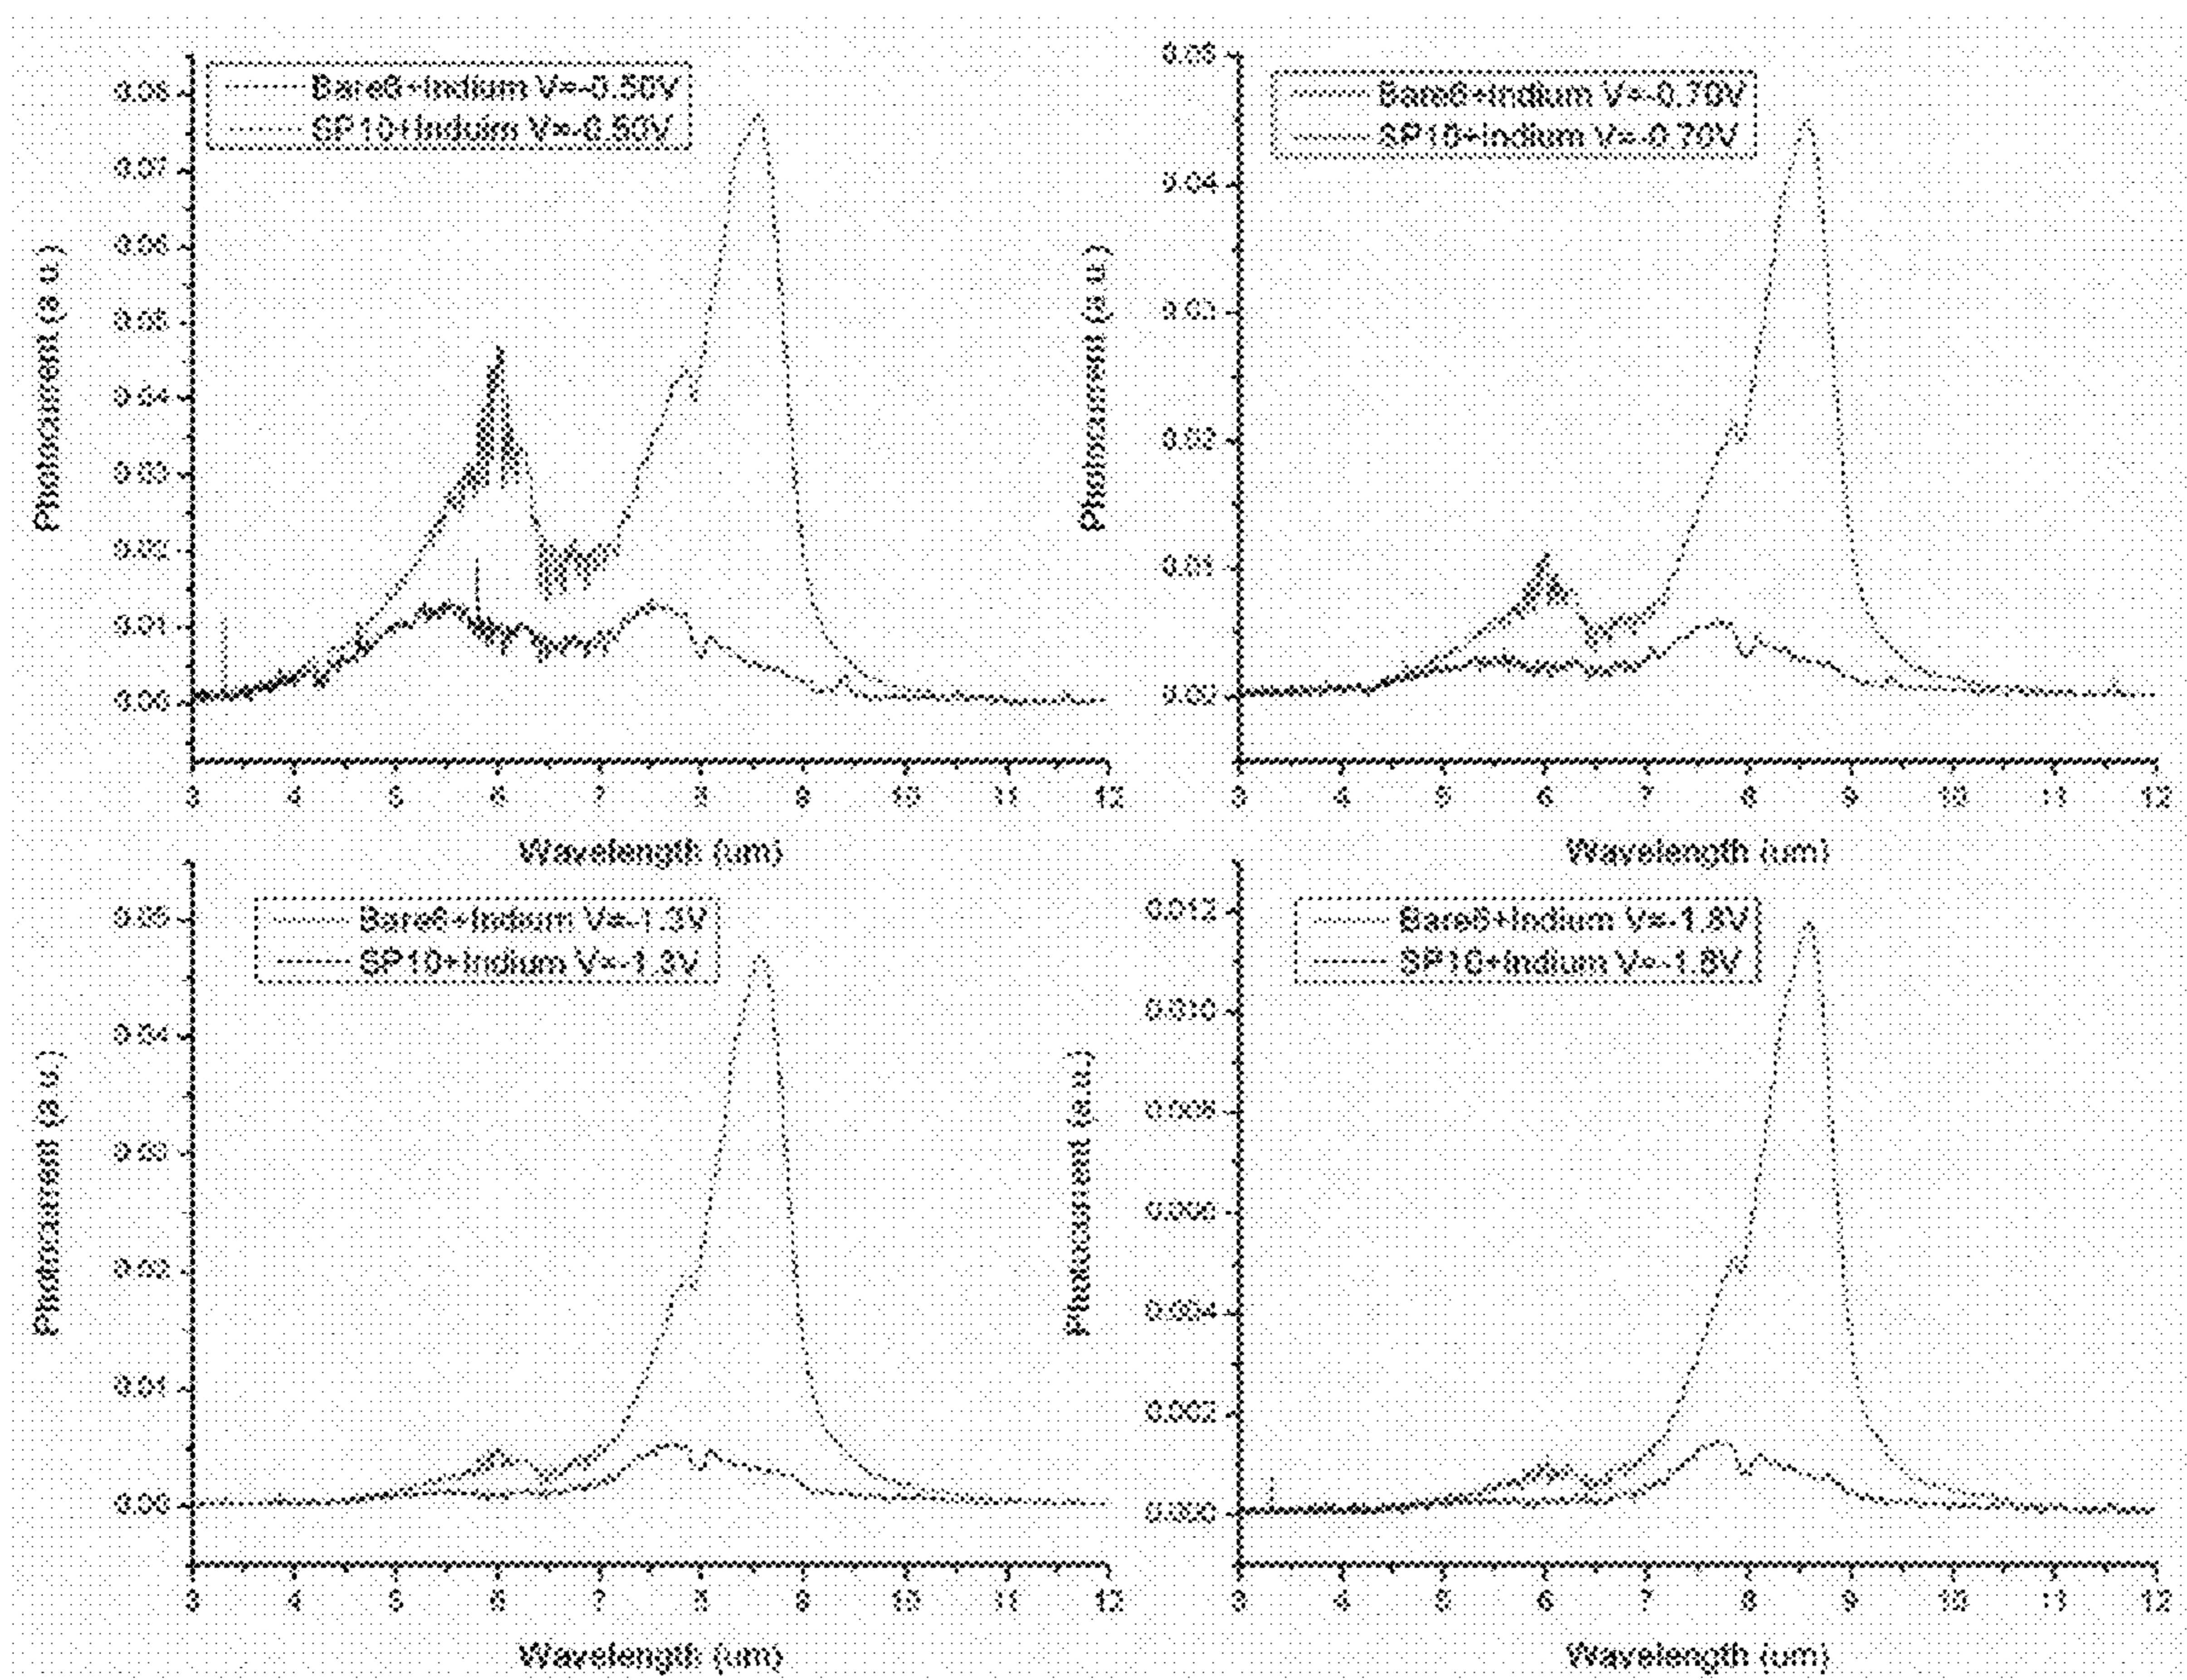 Bare6+Indium V=-0.50V
SP10+Induim V=-0.50V
0.08
0.07
0.06
0.05
0.04
0.03
0.02
0.01
0.00
Photocurrent (a.u.)
3 4 5 6 7 8 9 10 11 12
Wavelength (um)
Bare6+Indium V=-0.70V
SP10+Indium V=-0.70V
0.05
0.04
0.03
0.02
0.01
0.00
Photocurrent (a.u.)
3 4 5 6 7 8 9 10 11 12
Wavelength (um)
Bare6+Indium V=-1.3V
SP10+Indium V=-1.3V
0.05
0.04
0.03
0.02
0.01
0.00
Photocurrent (a.u.)
3 4 5 6 7 8 9 10 11 12
Wavelength (um)
Bare6+Indium V=-1.8V
SP10+Indium V=-1.8V
0.012
0.010
0.008
0.006
0.004
0.002
0.000
Photocurrent (a.u.)
3 4 5 6 7 8 9 10 11 12
Wavelength (um)